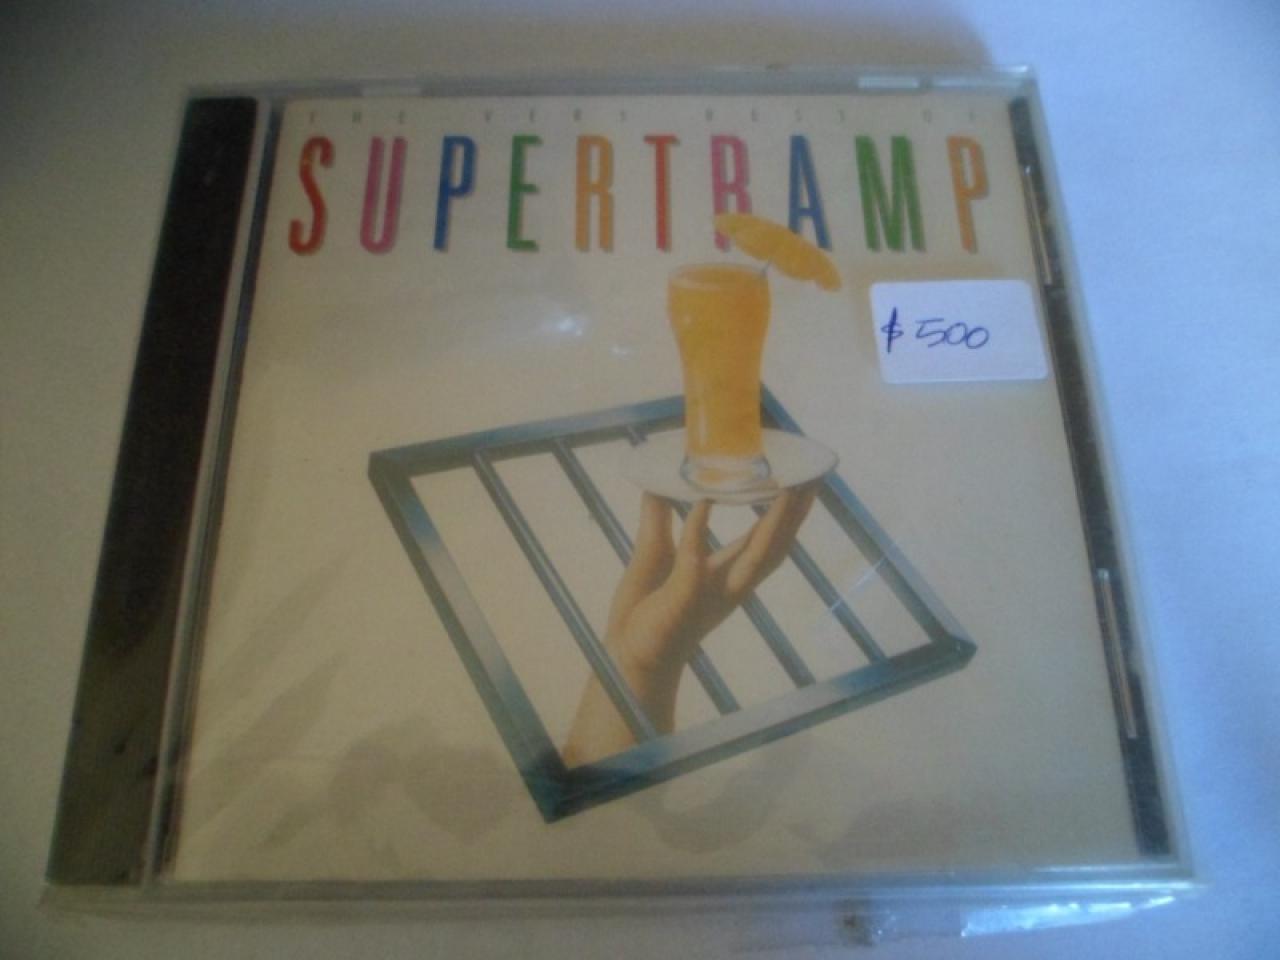 THE VERY BEST OF
SUPERTRAMP
$500